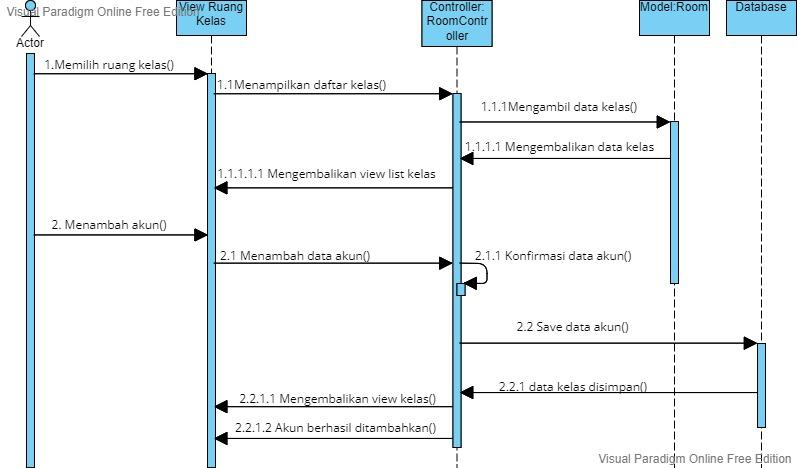 Visual Paradigm Online Free Edition
Actor
View Ruang
Kelas
Controller:
RoomContr
oller
Model:Room
Database
1.Memilih ruang kelas()
1.1Menampilkan daftar kelas()
1.1.1Mengambil data kelas()
1.1.1.1 Mengembalikan data kelas
1.1.1.1.1 Mengembalikan view list kelas
2. Menambah akun()
2.1 Menambah data akun()
2.1.1 Konfirmasi data akun()
2.2 Save data akun()
2.2.1 data kelas disimpan()
2.2.1.1 Mengembalikan view kelas()
2.2.1.2 Akun berhasil ditambahkan()
Visual Paradigm Online Free Edition